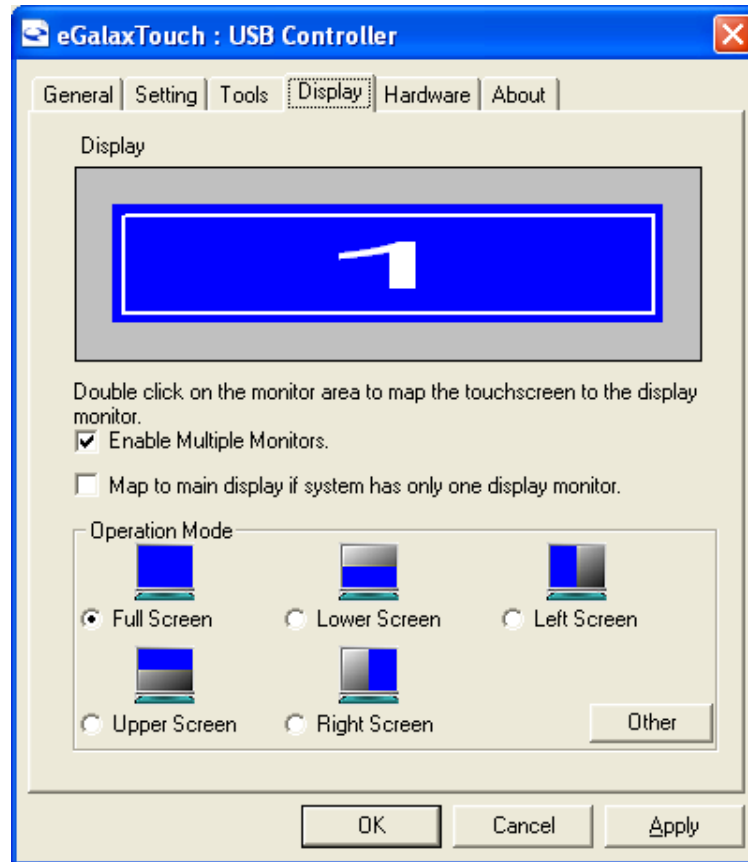 eGalaxTouch : USB Controller
General Setting Tools Display Hardware About
Display
1
Double click on the monitor area to map the touchscreen to the display
monitor.
Enable Multiple Monitors.
Map to main display if system has only one display monitor.
Operation Mode
Full Screen Lower Screen Left Screen
Upper Screen Right Screen Other
OK Cancel Apply